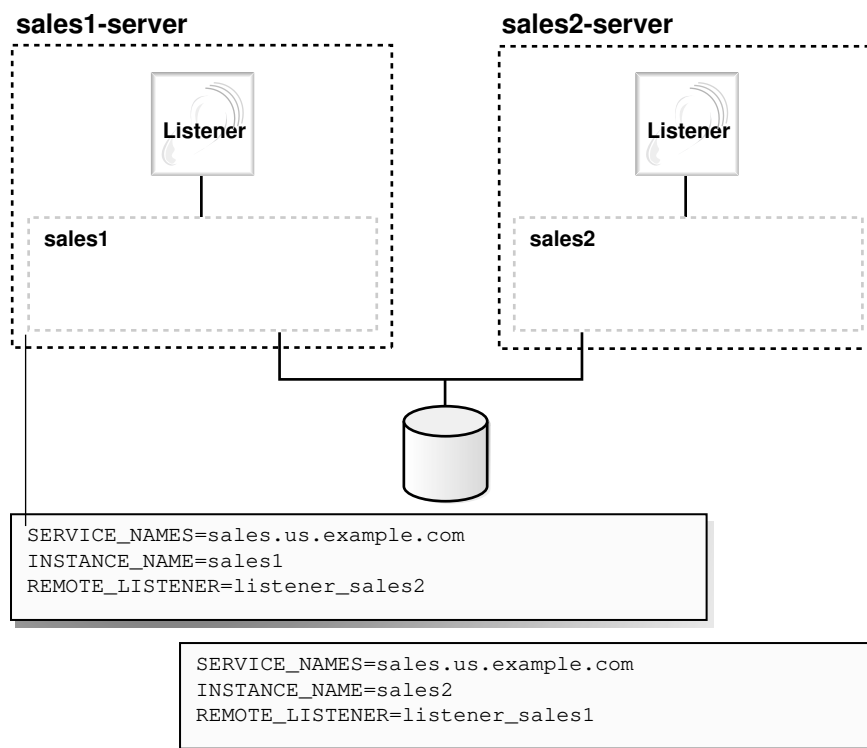 sales1-server
sales2-server
Listener
Listener
sales1
sales2
SERVICE_NAMES=sales.us.example.com
INSTANCE_NAME=sales1
REMOTE_LISTENER=listener_sales2
SERVICE_NAMES=sales.us.example.com
INSTANCE_NAME=sales2
REMOTE_LISTENER=listener_sales1